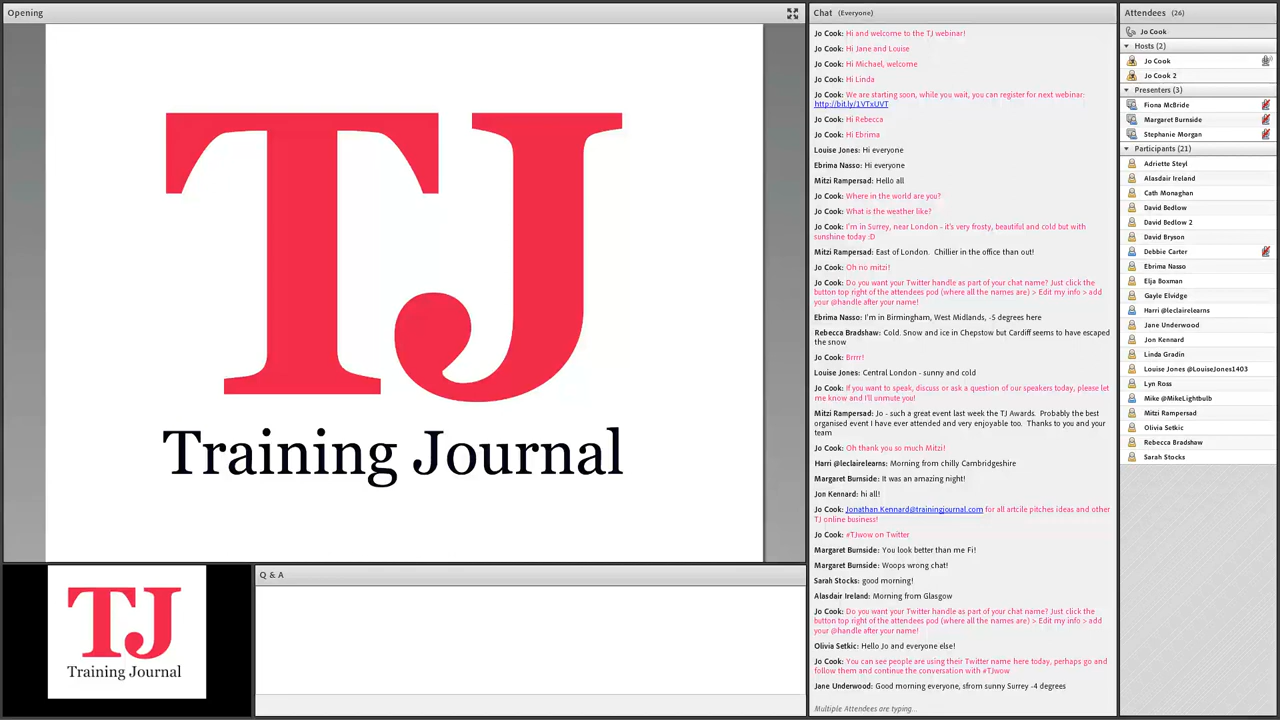 Opening
TJ
Training Journal
TJ
Training Journal
Q & A
Chat (Everyone)
Jo Cook: Hi and welcome to the TJ webinar!
Jo Cook: Hi Jane and Louise
Jo Cook: Hi Michael, welcome
Jo Cook: Hi Linda
Jo Cook: We are starting soon, while you wait, you can register for next webinar:
http://bit.ly/1VTxUVT
Jo Cook: Hi Rebecca
Jo Cook: Hi Ebrima
Louise Jones: Hi everyone
Ebrima Nasso: Hi everyone
Mitzi Rampersad: Hello all
Jo Cook: Where in the world are you?
Jo Cook: What is the weather like?
Jo Cook: I'm in Surrey, near London - it's very frosty, beautiful and cold but with
sunshine today :D
Mitzi Rampersad: East of London. Chillier in the office than out!
Jo Cook: Oh no mitzi!
Jo Cook: Do you want your Twitter handle as part of your chat name? Just click the
button top right of the attendees pod (where all the names are) > Edit my info > add
your @handle after your name!
Ebrima Nasso: I'm in Birmingham, West Midlands, -5 degrees here
Rebecca Bradshaw: Cold. Snow and ice in Chepstow but Cardiff seems to have escaped
the snow
Jo Cook: Brrr!
Louise Jones: Central London - sunny and cold
Jo Cook: If you want to speak, discuss or ask a question of our speakers today, please let
me know and I'll unmute you!
Mitzi Rampersad: Jo - such a great event last week the TJ Awards. Probably the best
organised event I have ever attended and very enjoyable too. Thanks to you and your
team
Jo Cook: Oh thank you so much Mitzi!
Harri @leclairelearns: Morning from chilly Cambridgeshire
Margaret Burnside: It was an amazing night!
Jon Kennard: hi all!
Jo Cook: Jonathan.Kennard@trainingjournal.com for all artcile pitches ideas and other
TJ online business!
Jo Cook: #TJwow on Twitter
Margaret Burnside: You look better than me Fi!
Margaret Burnside: Woops wrong chat!
Sarah Stocks: good morning!
Alasdair Ireland: Morning from Glasgow
Jo Cook: Do you want your Twitter handle as part of your chat name? Just click the
button top right of the attendees pod (where all the names are) > Edit my info > add
your @handle after your name!
Olivia Setkic: Hello Jo and everyone else!
Jo Cook: You can see people are using their Twitter name here today, perhaps go and
follow them and continue the conversation with #TJwow
Jane Underwood: Good morning everyone, sfrom sunny Surrey -4 degrees
Multiple Attendees are typing...
Attendees (26)
Jo Cook
Hosts (2)
Jo Cook
Jo Cook 2
Presenters (3)
Fiona McBride
Margaret Burnside
Stephanie Morgan
Participants (21)
Adriette Steyl
Alasdair Ireland
Cath Monaghan
David Bedlow
David Bedlow 2
David Bryson
Debbie Carter
Ebrima Nasso
Elja Boxman
Gayle Elvidge
Harri @leclairelearns
Jane Underwood
Jon Kennard
Linda Gradin
Louise Jones @LouiseJones1403
Lyn Ross
Mike @MikeLightbulb
Mitzi Rampersad
Olivia Setkic
Rebecca Bradshaw
Sarah Stocks